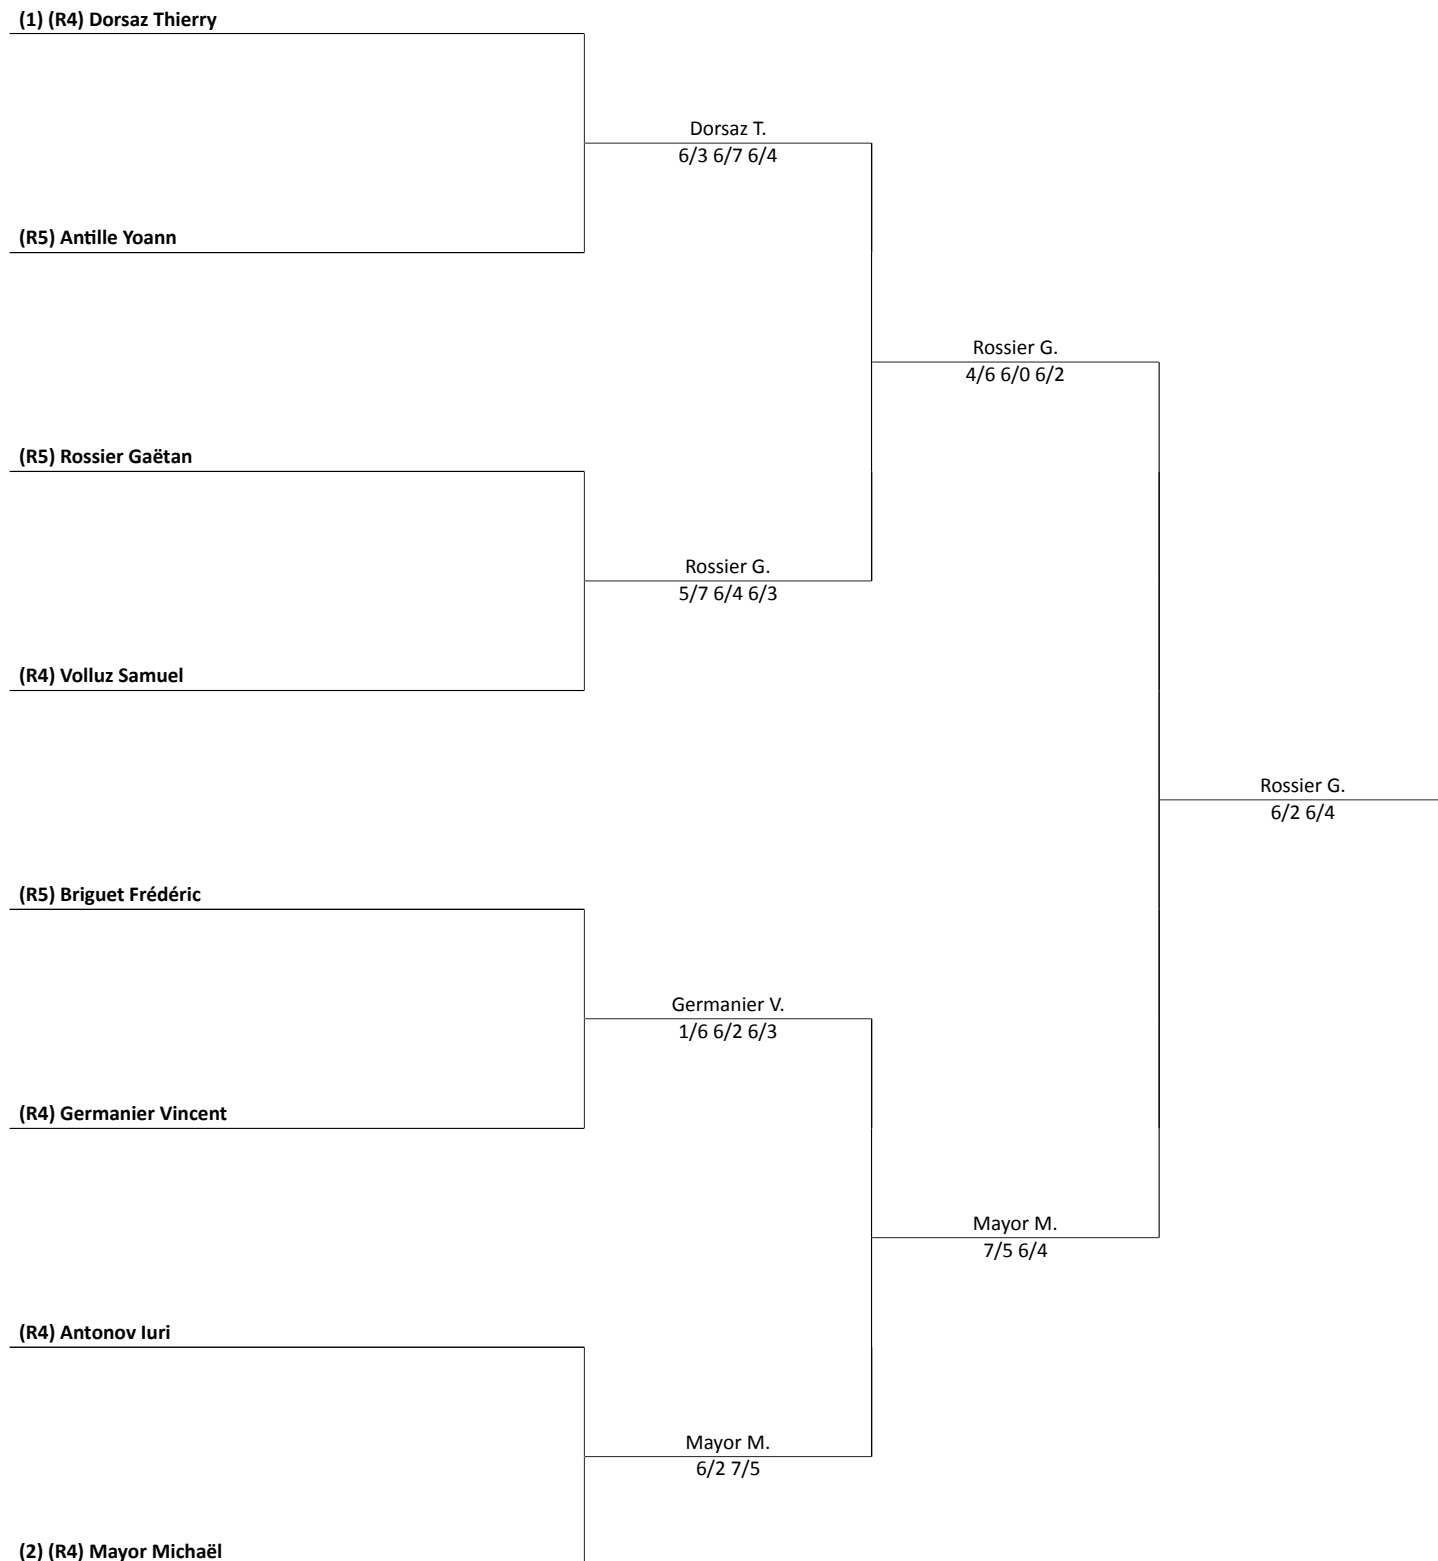 (1) (R4) Dorsaz Thierry
Dorsaz T.
6/3 6/7 6/4
(R5) Antille Yoann
Rossier G.
4/6 6/0 6/2
(R5) Rossier Gaëtan
Rossier G.
5/7 6/4 6/3
(R4) Volluz Samuel
Rossier G.
6/2 6/4
(R5) Briguet Frédéric
Germanier V.
1/6 6/2 6/3
(R4) Germanier Vincent
Mayor M.
7/5 6/4
(R4) Antonov Iuri
Mayor M.
6/2 7/5
(2) (R4) Mayor Michaël